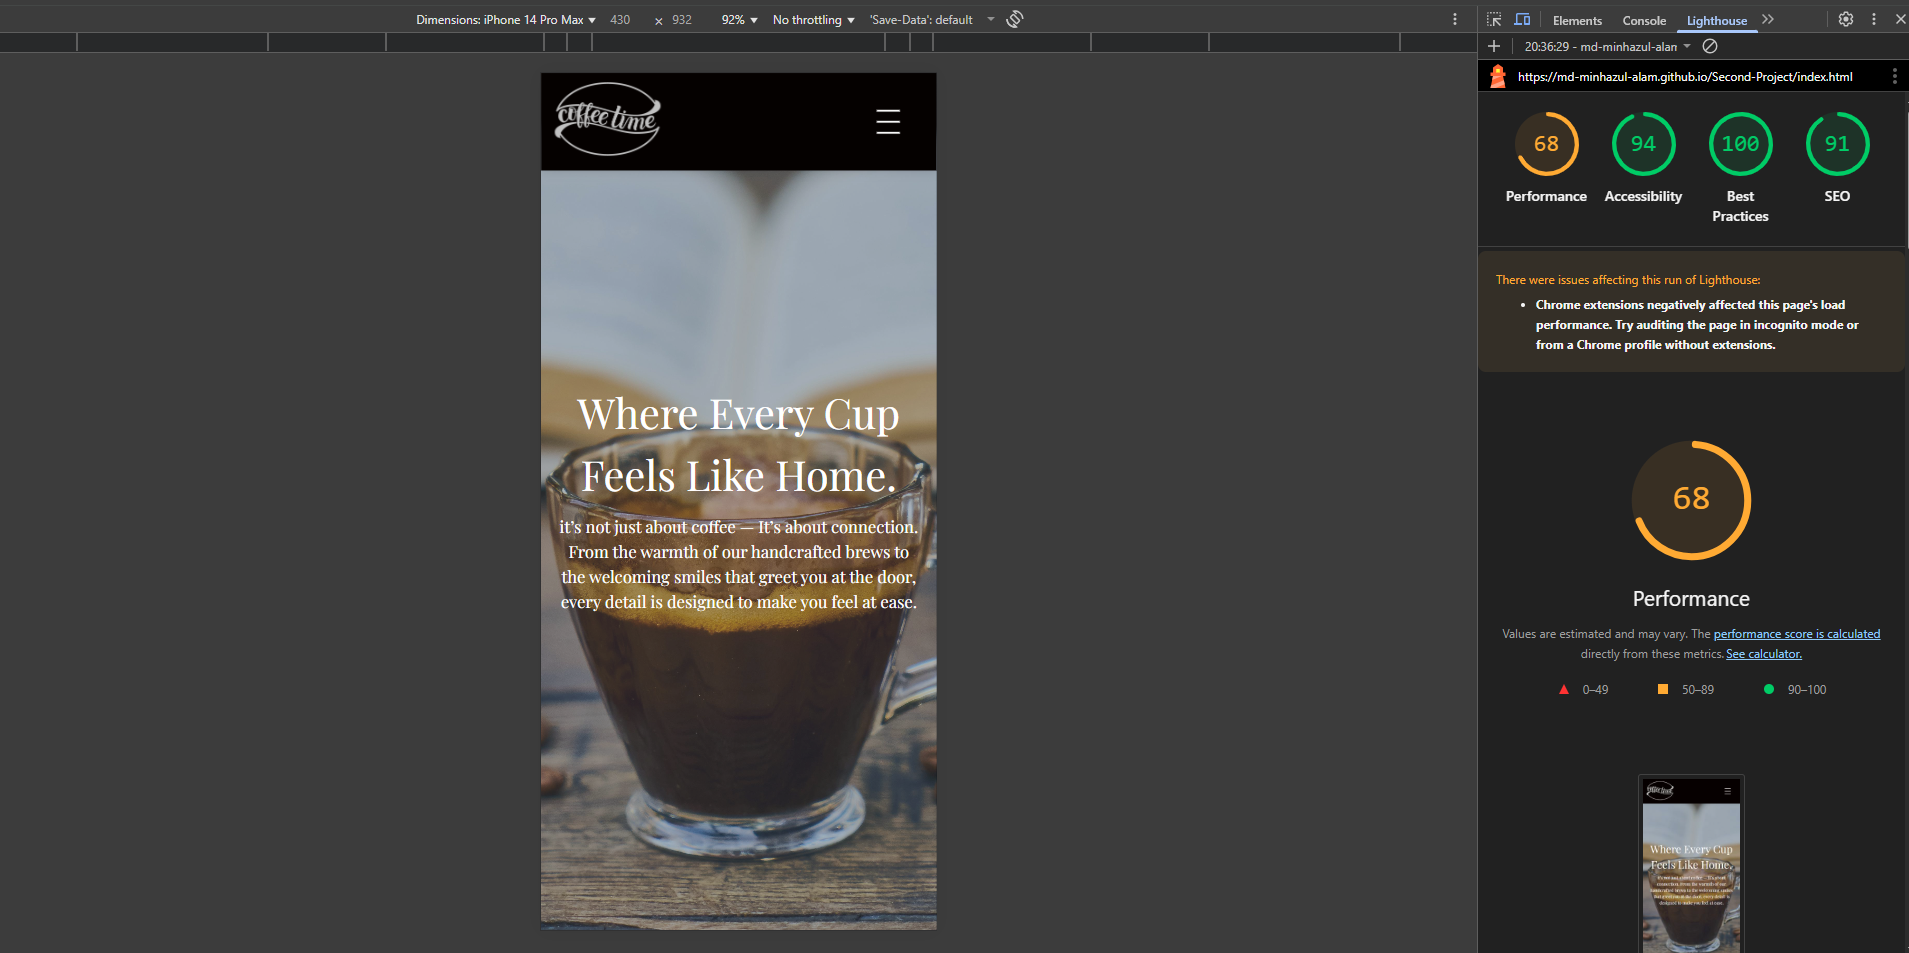 Dimensions: iPhone 14 Pro Max ▼ 430 × 932 92% ▼ No throttling ▼ 'Save-Data': default
Elements Console Lighthouse
20:36:29 - md-minhazul-alam
https://md-minhazul-alam.github.io/Second-Project/index.html
coffee time
68 94 100 91
Performance Accessibility Best Practices SEO
There were issues affecting this run of Lighthouse:
• Chrome extensions negatively affected this page's load
performance. Try auditing the page in incognito mode or
from a Chrome profile without extensions.
Where Every Cup
Feels Like Home.
it's not just about coffee — It's about connection.
From the warmth of our handcrafted brews to
the welcoming smiles that greet you at the door,
every detail is designed to make you feel at ease.
68
Performance
Values are estimated and may vary. The performance score is calculated
directly from these metrics. See calculator.
0–49 50–89 90–100
Where Every Cup
Feels Like Home.